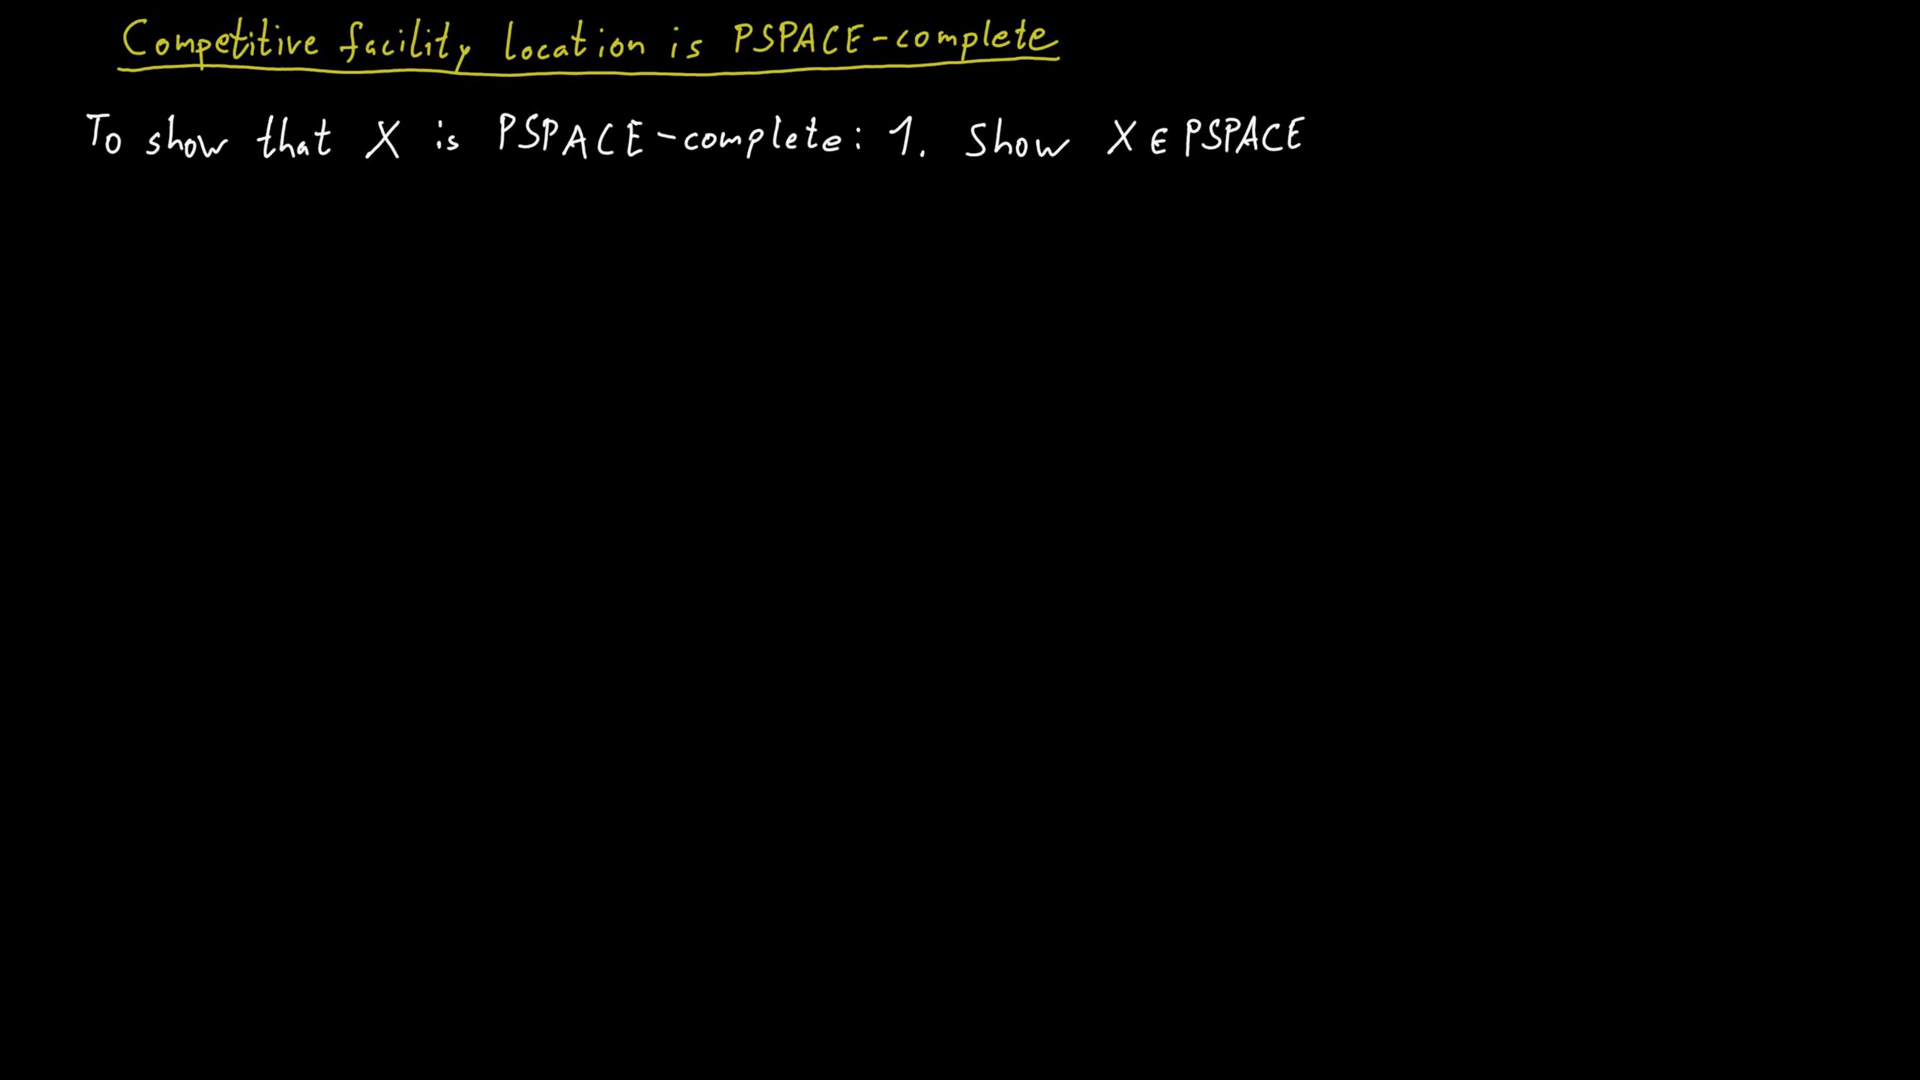 Competitive facility location is PSPACE-complete
To show that X is PSPACE-complete: 1. Show X ∈ PSPACE